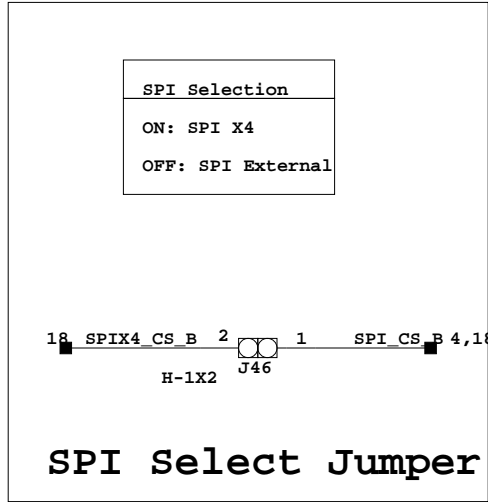 SPI Selection
ON: SPI X4
OFF: SPI External
18 SPIX4_CS_B 2 1 SPI_CS_B 4,18
J46
H-1X2
SPI Select Jumper